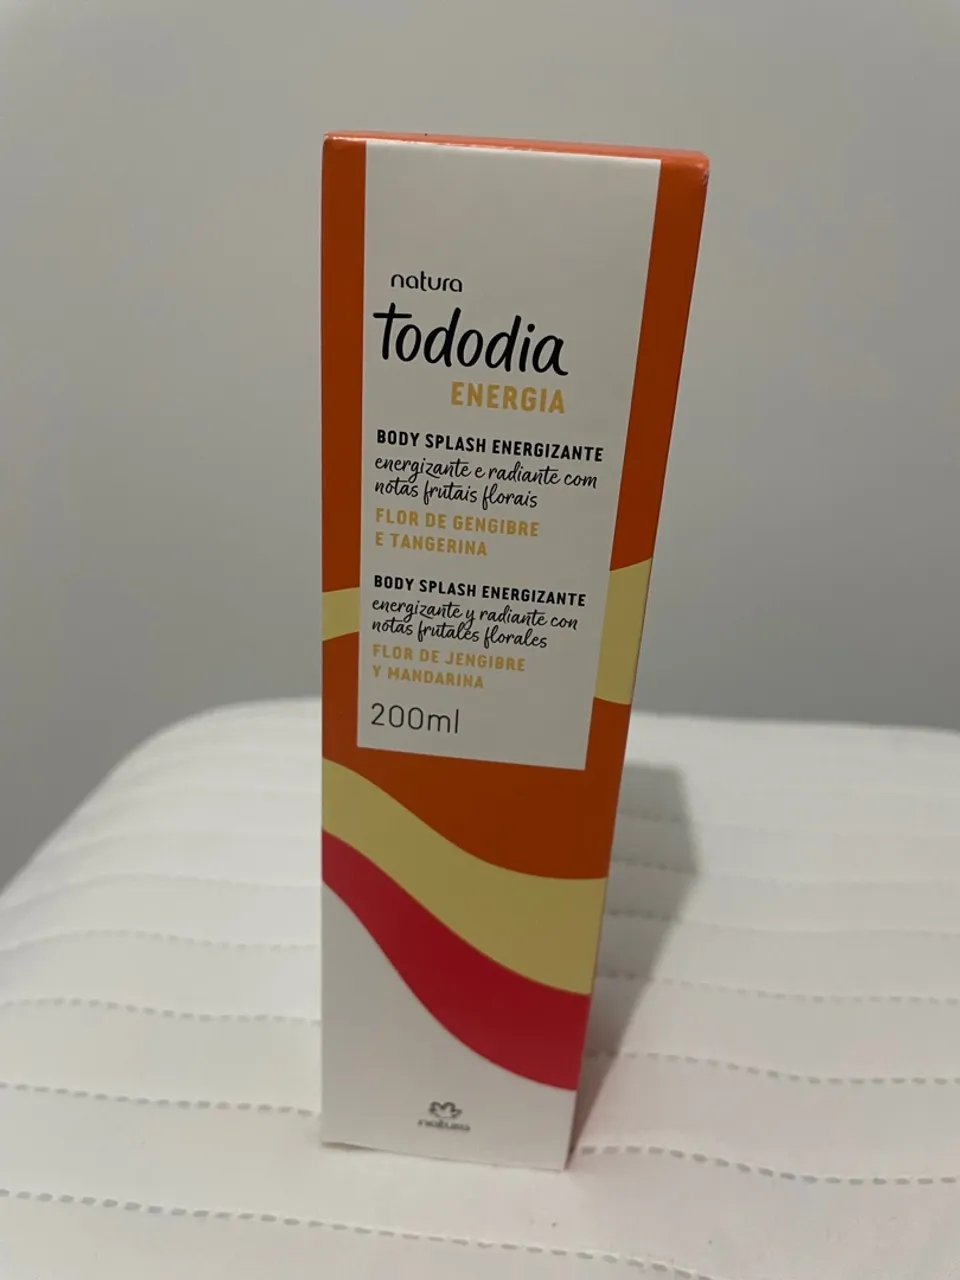 natura
tododia
ENERGIA
BODY SPLASH ENERGIZANTE
energizante e radiante com
notas frutais florais
FLOR DE GENGIBRE
E TANGERINA
BODY SPLASH ENERGIZANTE
energizante y radiante con
notas frutales florales
FLOR DE JENGIBRE
Y MANDARINA
200ml
natura